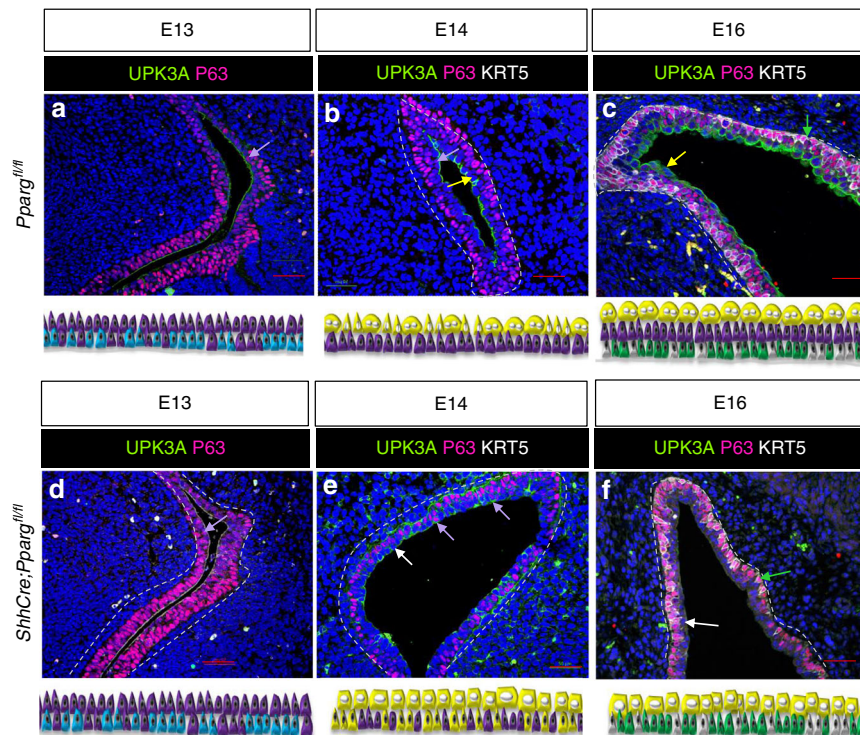 E13 E14 E16
UPK3A P63 UPK3A P63 KRT5 UPK3A P63 KRT5
a b c
Pparg fl/fl
E13 E14 E16
UPK3A P63 UPK3A P63 KRT5 UPK3A P63 KRT5
d e f
ShhCre;Pparg fl/fl